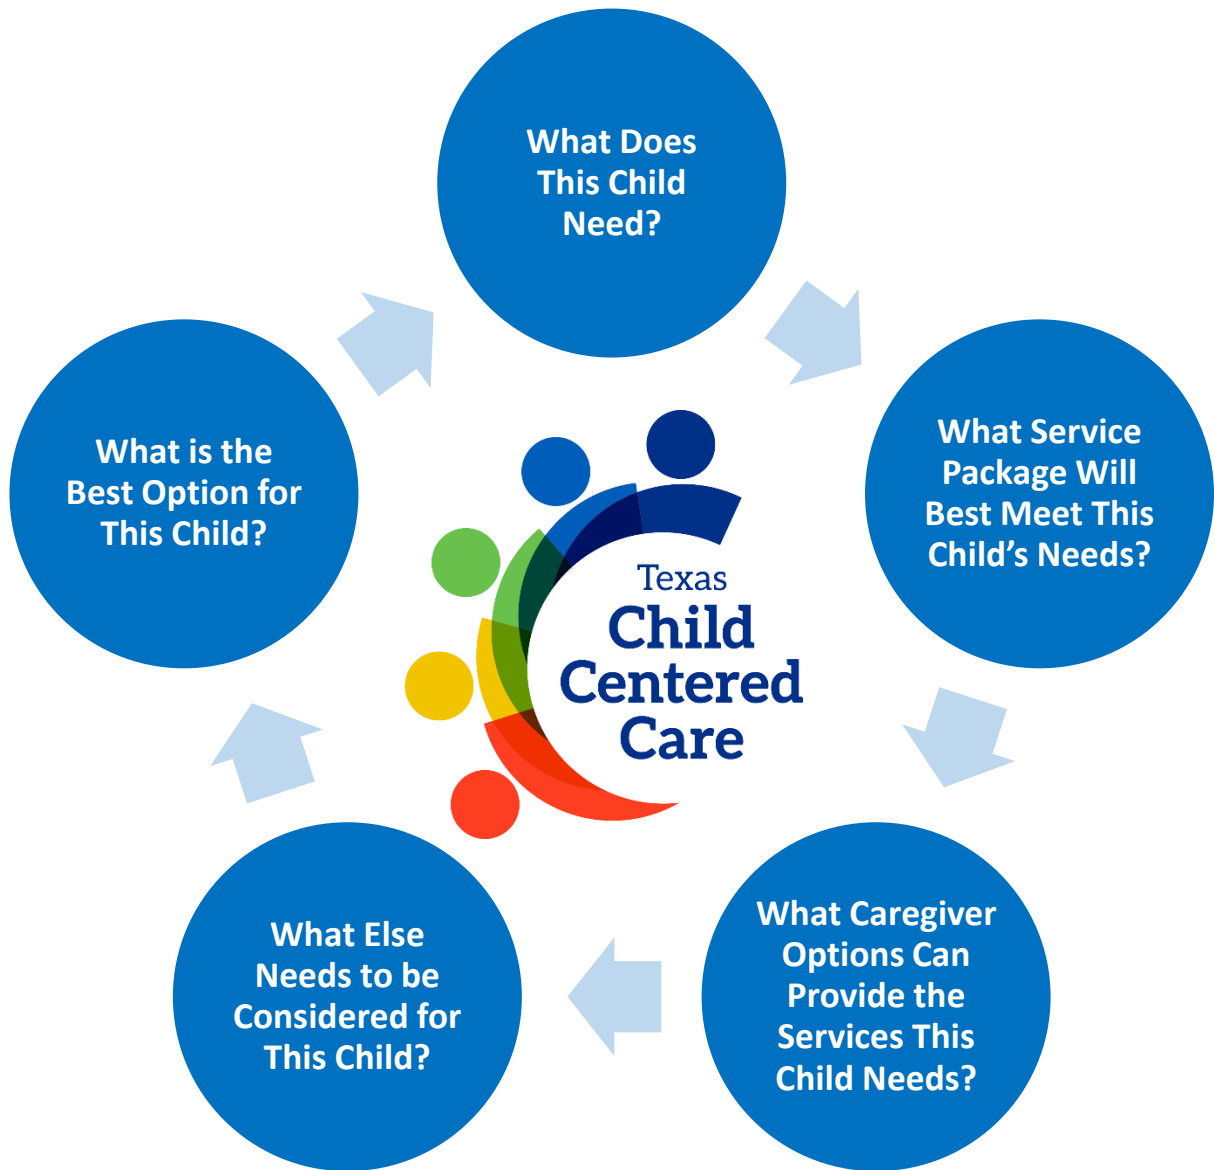 What Does
This Child
Need?
What Service
Package Will
Best Meet This
Child's Needs?
What Caregiver
Options Can
Provide the
Services This
Child Needs?
What Else
Needs to be
Considered for
This Child?
What is the
Best Option for
This Child?
Texas
Child
Centered
Care